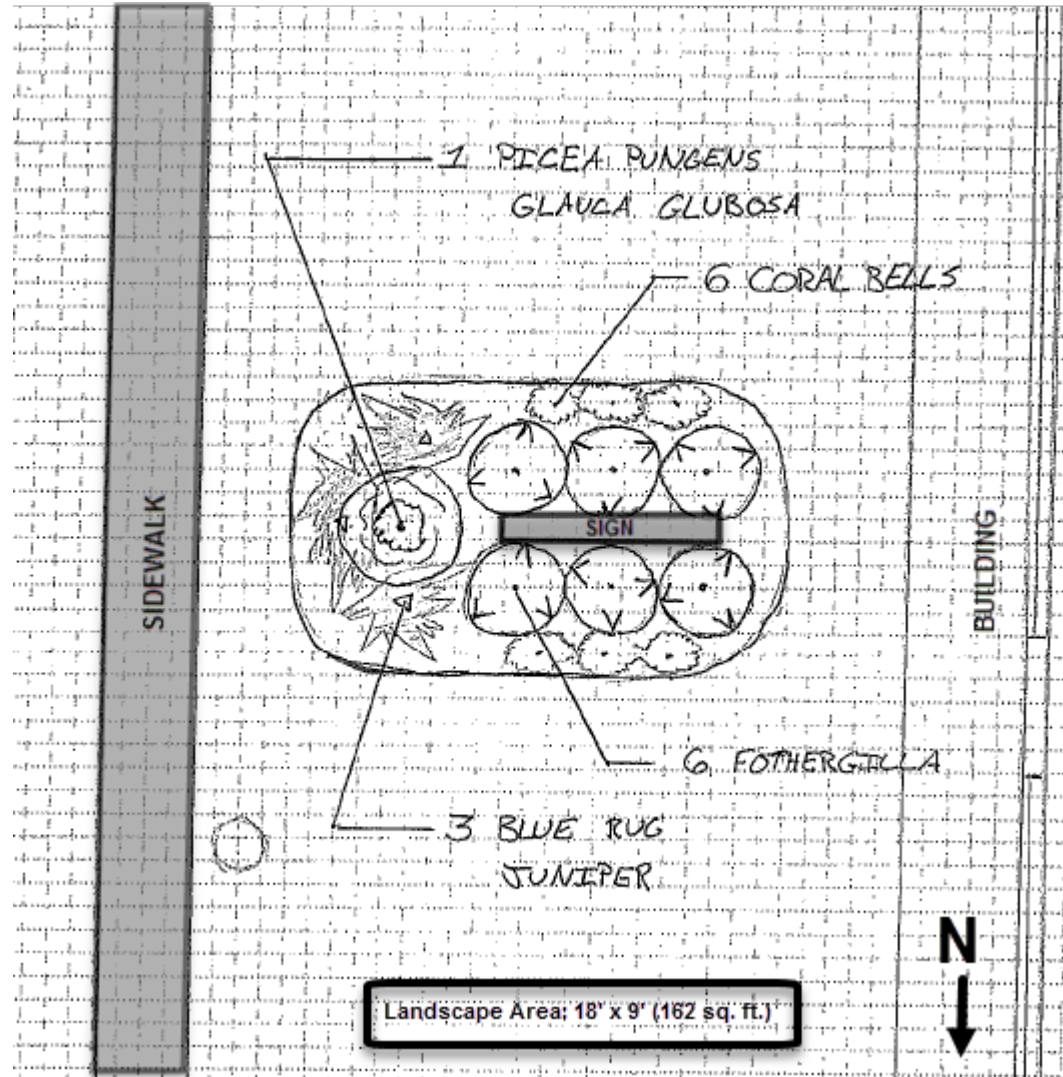 1 PICEA PUNGENS
GLAUCA GLUBOSA
6 CORAL BELLS
SIDEWALK
SIGN
BUILDING
6 FOTHERGILLA
3 BLUE RUG
JUNIPER
N
Landscape Area: 18' x 9' (162 sq. ft.)